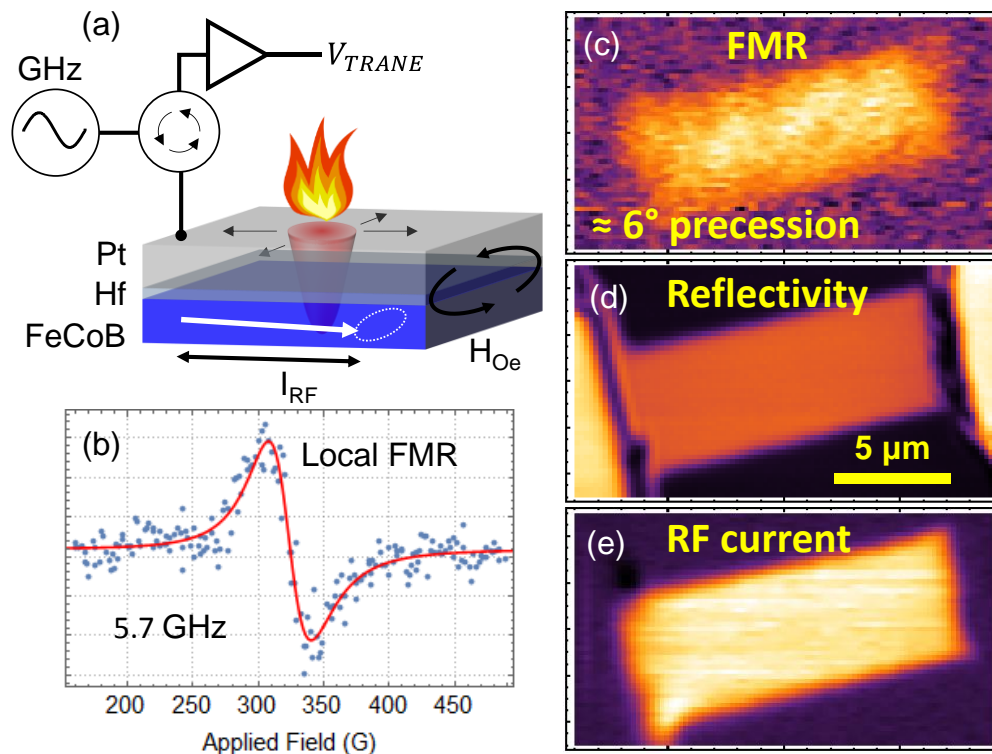 (a)
GHz
V_TRANE
Pt
Hf
FeCoB
H_Oe
I_RF
(b)
Local FMR
5.7 GHz
200 250 300 350 400 450
Applied Field (G)
(c)
FMR
≈ 6° precession
(d)
Reflectivity
5 μm
(e)
RF current